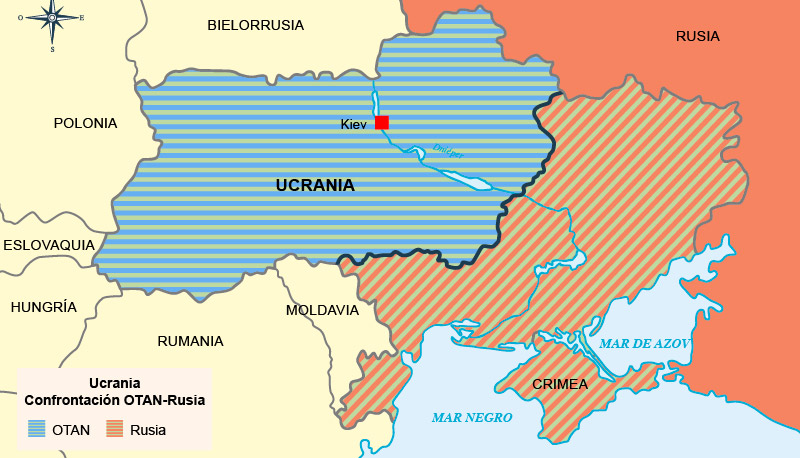 O
E
S
BIELORRUSIA
RUSIA
POLONIA
Kiev
Dniéper
UCRANIA
ESLOVAQUIA
HUNGRÍA
MOLDAVIA
RUMANIA
MAR DE AZOV
CRIMEA
MAR NEGRO
Ucrania
Confrontación OTAN-Rusia
OTAN
Rusia